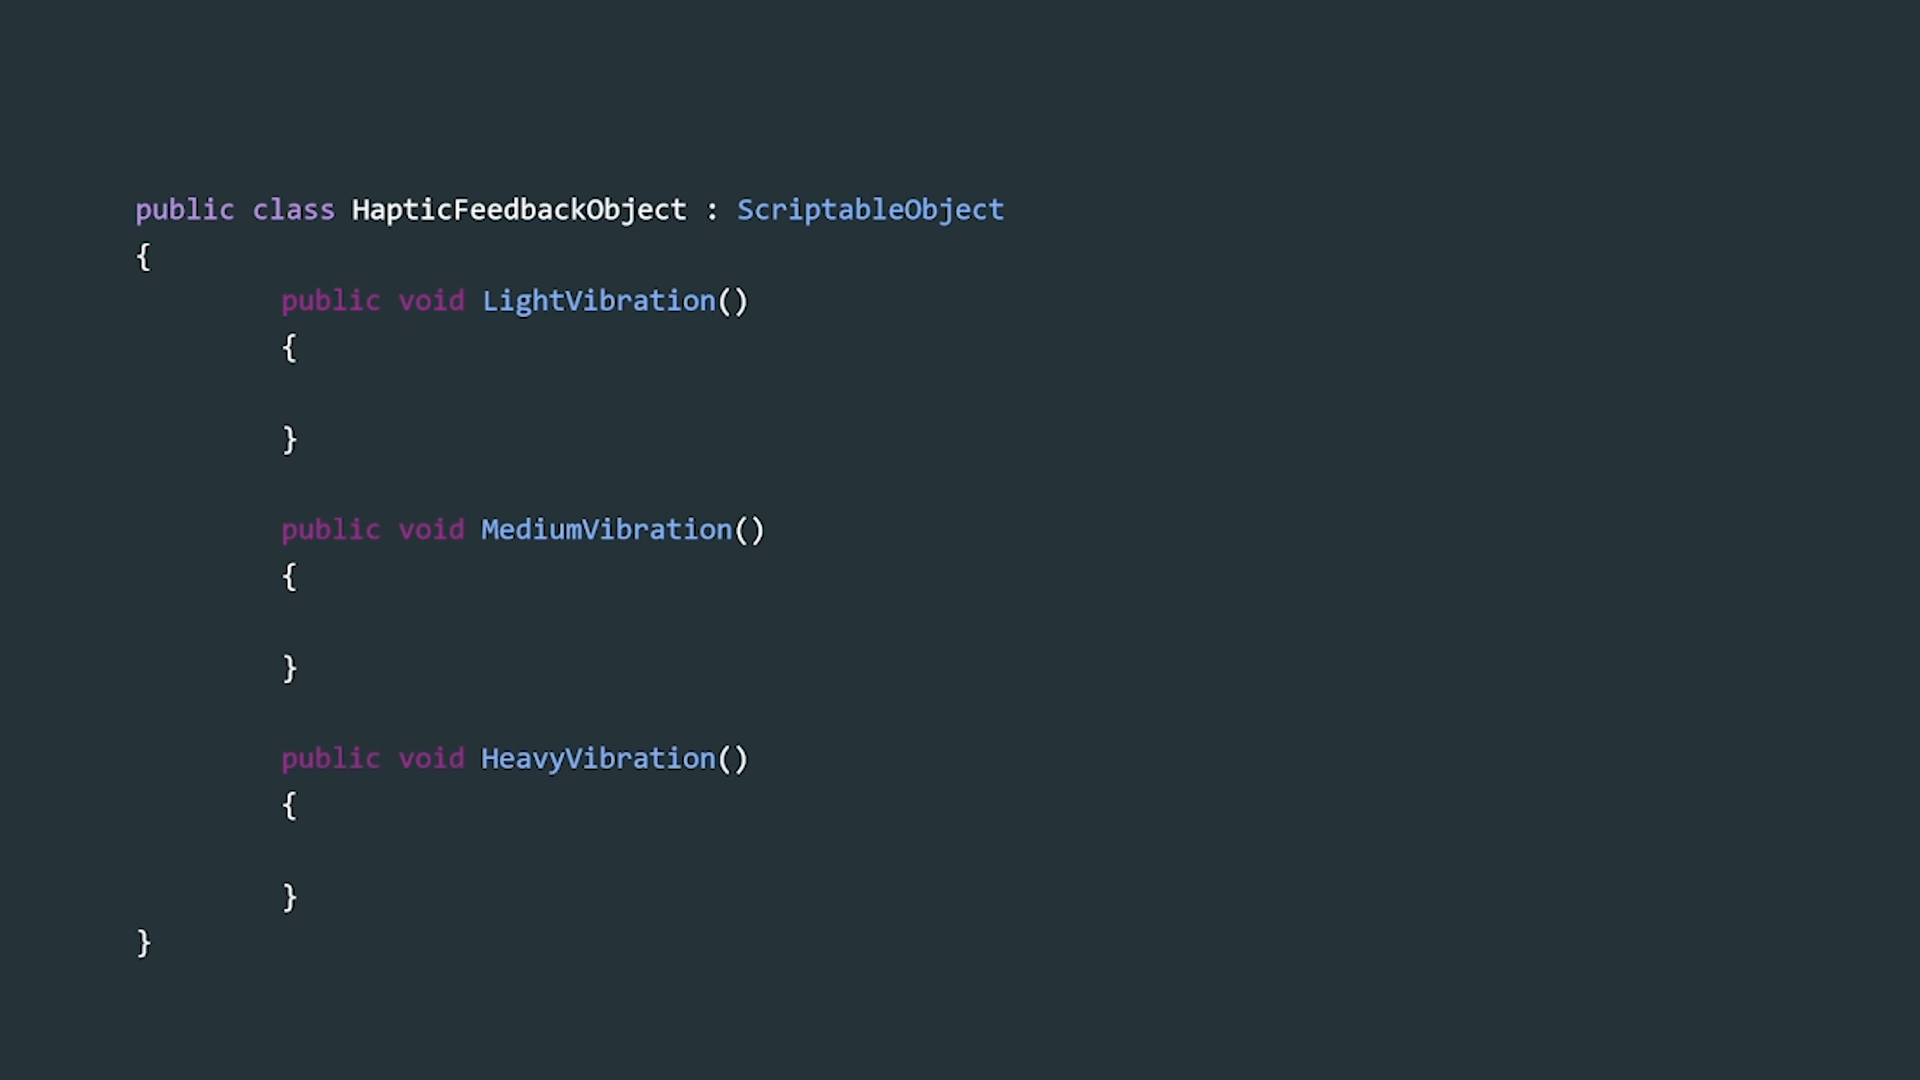 public class HapticFeedbackObject : ScriptableObject
{
public void LightVibration()
{
}
public void MediumVibration()
{
}
public void HeavyVibration()
{
}
}